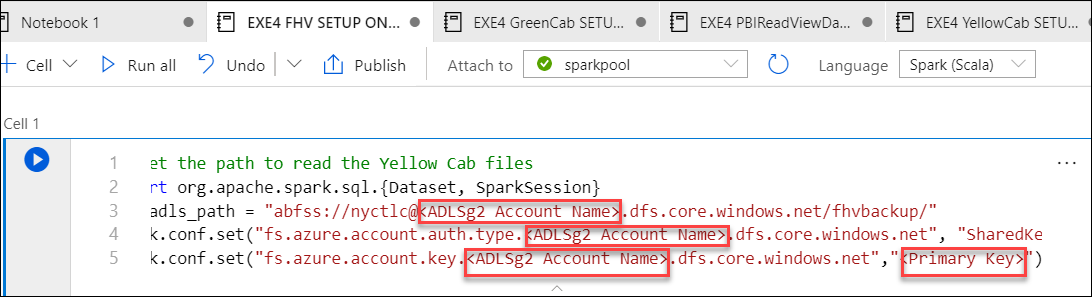 Notebook 1
EXE4 FHV SETUP ON...
EXE4 GreenCab SETU...
EXE4 PBIReadViewDa...
EXE4 YellowCab SETU...
Cell
Run all
Undo
Publish
Attach to
sparkpool
Language
Spark (Scala)
Cell 1
1 et the path to read the Yellow Cab files
2 rt org.apache.spark.sql.{Dataset, SparkSession}
3 adls_path = "abfss://nyctlc@<ADLSg2 Account Name>.dfs.core.windows.net/fhvbackup/"
4 k.conf.set("fs.azure.account.auth.type.<ADLSg2 Account Name>.dfs.core.windows.net", "SharedKe
5 k.conf.set("fs.azure.account.key.<ADLSg2 Account Name>.dfs.core.windows.net","<Primary Key>")